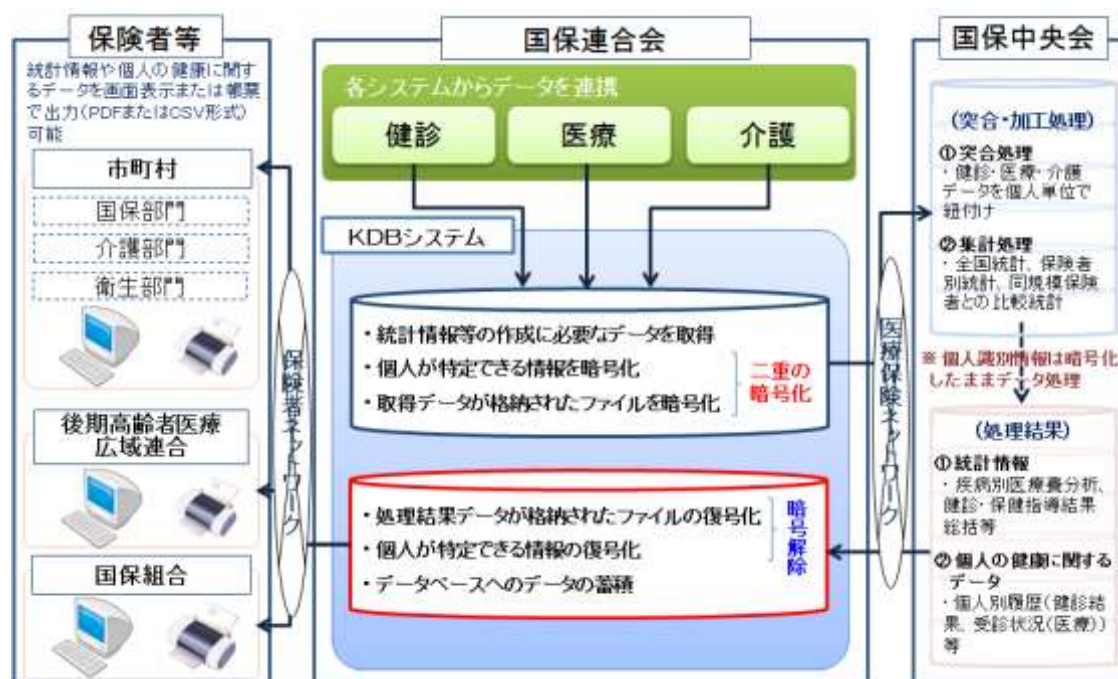 保険者等
統計情報や個人の健康に関す
るデータを画面表示または帳票
で出力(PDFまたはCSV形式)
可能
市町村
国保部門
介護部門
衛生部門
後期高齢者医療
広域連合
国保組合
保険者ネットワーク
国保連合会
各システムからデータを連携
健診
医療
介護
KDBシステム
・統計情報等の作成に必要なデータを取得
・個人が特定できる情報を暗号化
・取得データが格納されたファイルを暗号化
二重の
暗号化
・処理結果データが格納されたファイルの復号化
・個人が特定できる情報の復号化
・データベースへのデータの蓄積
暗号解除
医療保険ネットワーク
国保中央会
(突合・加工処理)
①突合処理
・健診・医療・介護
データを個人単位で
紐付け
②集計処理
・全国統計、保険者
別統計、同規模保険
者との比較統計
※個人識別情報は暗号化
したままデータ処理
(処理結果)
①統計情報
・疾病別医療費分析、
健診・保健指導結果
総括等
②個人の健康に関する
データ
・個人別履歴(健診結
果、受診状況(医療))
等